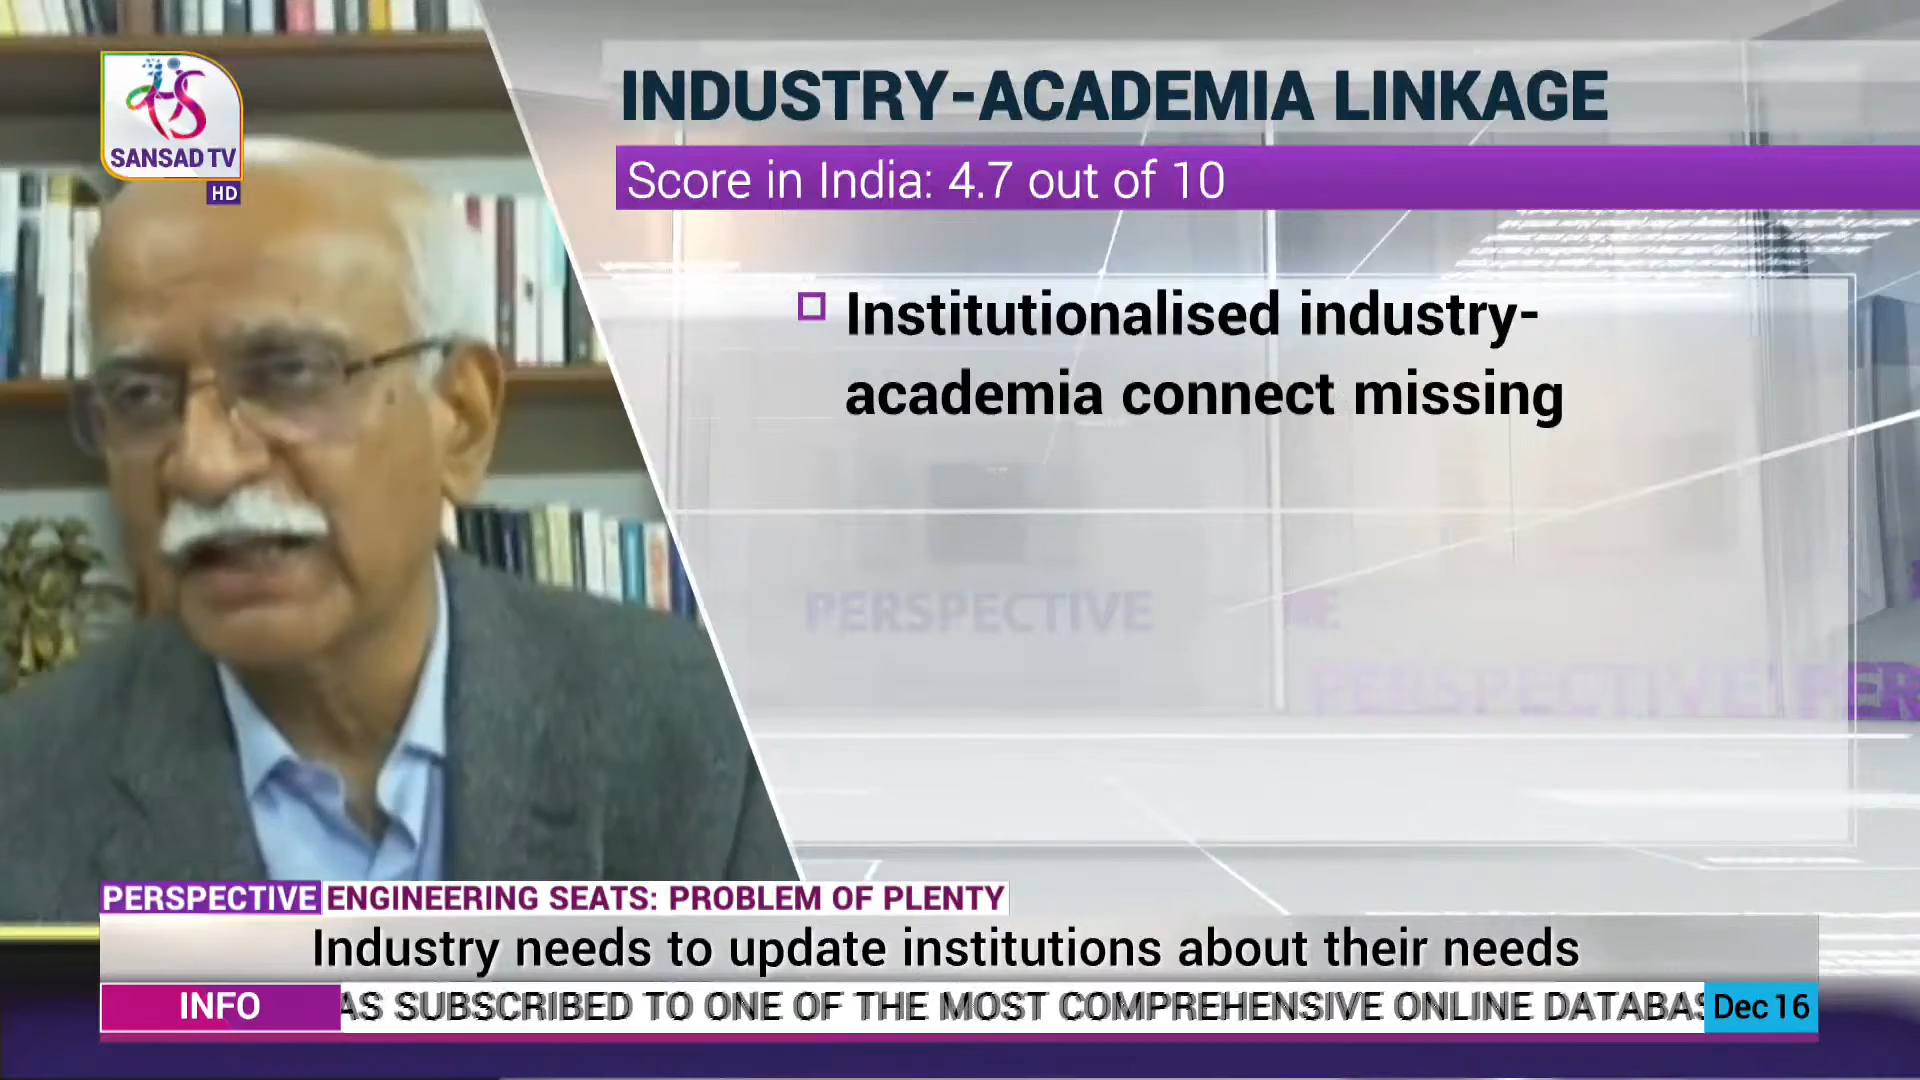 SANSAD TV
HD
INDUSTRY-ACADEMIA LINKAGE
Score in India: 4.7 out of 10
Institutionalised industry-
academia connect missing
PERSPECTIVE
PERSPECTIVE
PERSPECTIVE ENGINEERING SEATS: PROBLEM OF PLENTY
Industry needs to update institutions about their needs
INFO AS SUBSCRIBED TO ONE OF THE MOST COMPREHENSIVE ONLINE DATABAS Dec 16